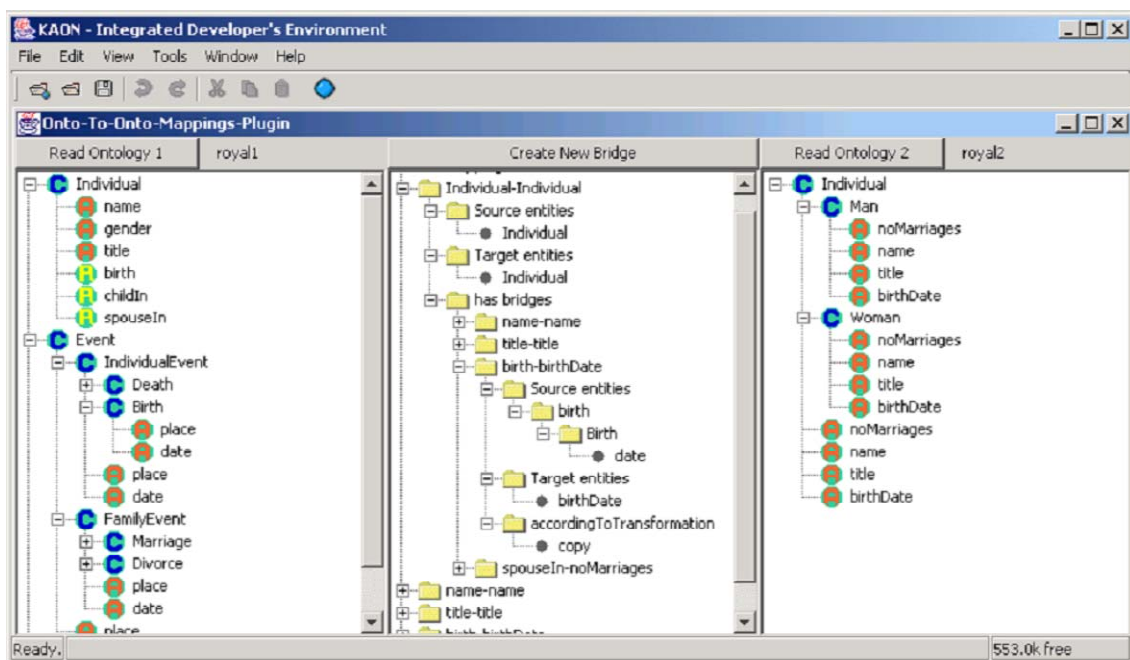 KAON - Integrated Developer's Environment
File Edit View Tools Window Help
Onto-To-Onto-Mappings-Plugin
Read Ontology 1 royal1 Create New Bridge Read Ontology 2 royal2
Individual
name
gender
title
birth
childIn
spouseIn
Event
IndividualEvent
Death
Birth
place
date
place
date
FamilyEvent
Marriage
Divorce
place
date
place
Individual-Individual
Source entities
Individual
Target entities
Individual
has bridges
name-name
title-title
birth-birthDate
Source entities
birth
Birth
date
Target entities
birthDate
accordingToTransformation
copy
spouseIn-noMarriages
name-name
title-title
birth-birthDate
Individual
Man
noMarriages
name
title
birthDate
Woman
noMarriages
name
title
birthDate
noMarriages
name
title
birthDate
Ready. 553.0k free